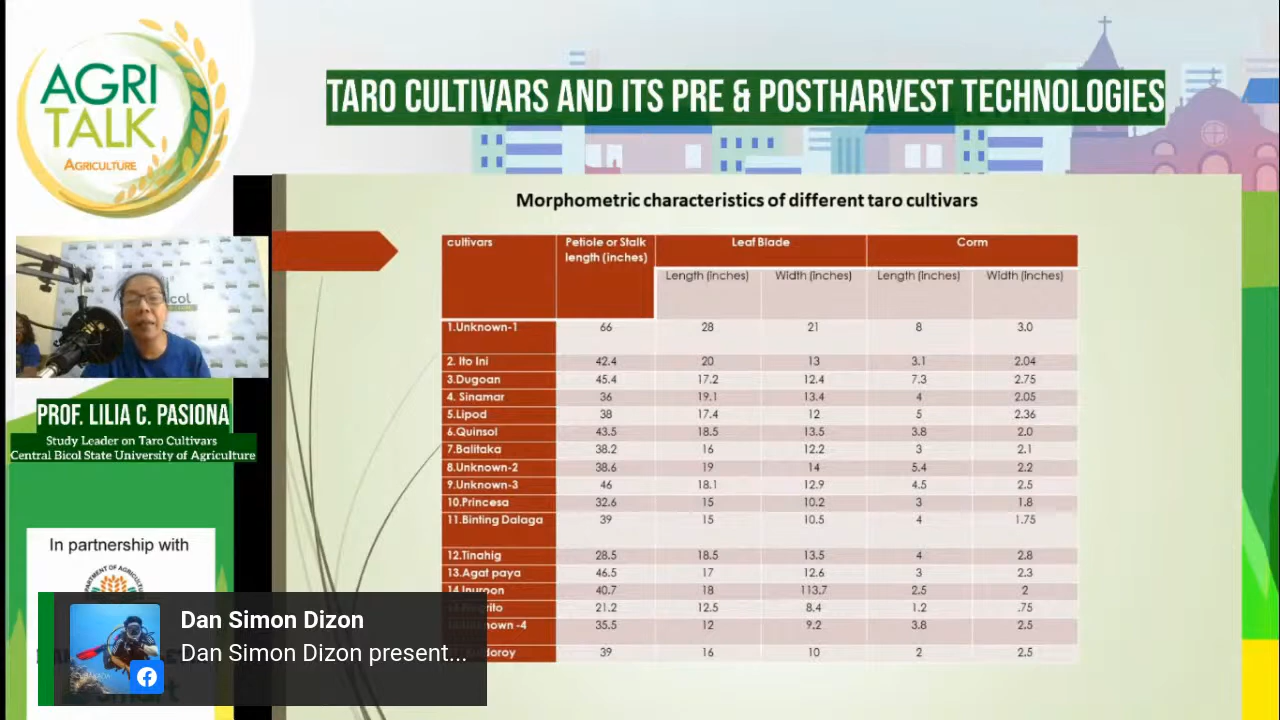 AGRI
TALK
AGRICULTURE
TARO CULTIVARS AND ITS PRE & POSTHARVEST TECHNOLOGIES
Morphometric characteristics of different taro cultivars
cultivars Petiole or Stalk length (inches) Leaf Blade Corm
Length (inches) Width (inches) Length (inches) Width (inches)
1.Unknown-1 66 28 21 8 3.0
2. Ito Ini 42.4 20 13 3.1 2.04
3.Dugoan 45.4 17.2 12.4 7.3 2.75
4. Sinamar 36 19.1 13.4 4 2.05
5.Lipod 38 17.4 12 5 2.36
6.Quinsol 43.5 18.5 13.5 3.8 2.0
7.Balitaka 38.2 16 12.2 3 2.1
8.Unknown-2 38.6 19 14 5.4 2.2
9.Unknown-3 46 18.1 12.9 4.5 2.5
10.Princesa 32.6 15 10.2 3 1.8
11.Binting Dalaga 39 15 10.5 4 1.75
12.Tinahig 28.5 18.5 13.5 4 2.8
13.Agat paya 46.5 17 12.6 3 2.3
40.7 18 113.7 2.5 2
21.2 12.5 8.4 1.2 .75
-4 35.5 12 9.2 3.8 2.5
39 16 10 2 2.5
PROF. LILIA C. PASIONA
Study Leader on Taro Cultivars
Central Bicol State University of Agriculture
In partnership with
Dan Simon Dizon
Dan Simon Dizon present...